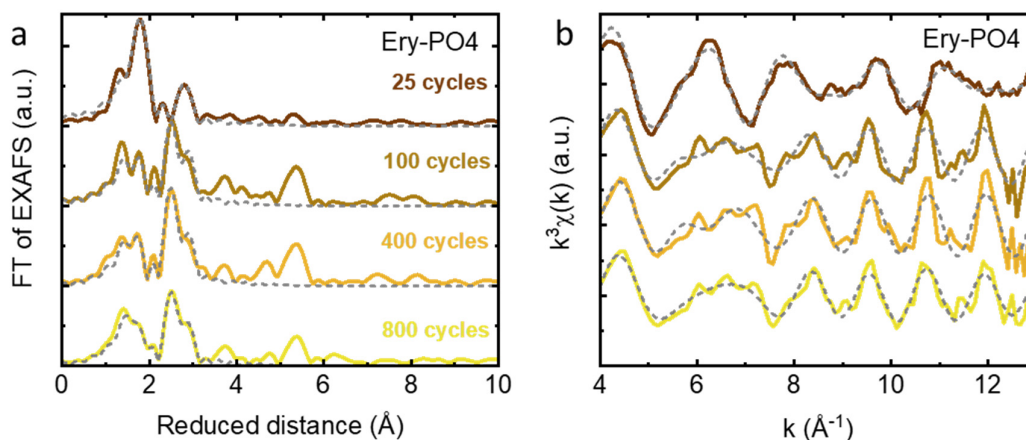 a
Ery-PO4
25 cycles
100 cycles
400 cycles
800 cycles
FT of EXAFS (a.u.)
0 2 4 6 8 10
Reduced distance (Å)
b
Ery-PO4
k³χ(k) (a.u.)
4 6 8 10 12
k (Å⁻¹)